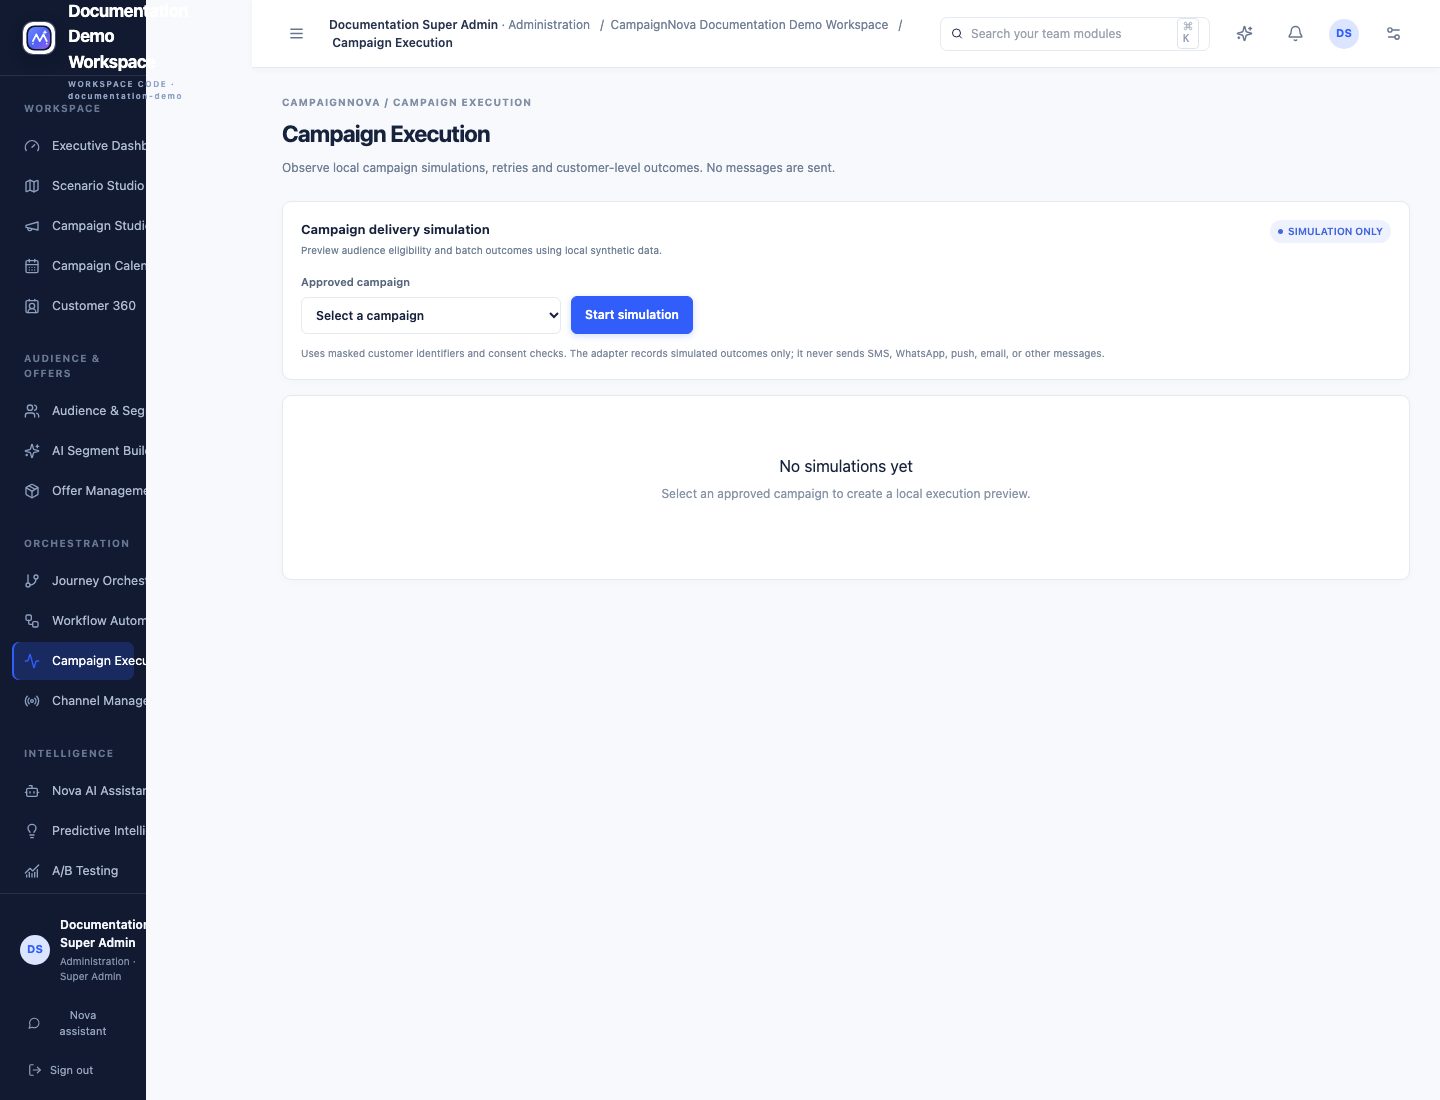 Documentation
Demo
Workspace
WORKSPACE CODE ·
documentation-demo
WORKSPACE
Executive Dashb
Scenario Studio
Campaign Studi
Campaign Calen
Customer 360
AUDIENCE &
OFFERS
Audience & Seg
AI Segment Buil
Offer Manageme
ORCHESTRATION
Journey Orchest
Workflow Autom
Campaign Execu
Channel Manage
INTELLIGENCE
Nova AI Assistan
Predictive Intelli
A/B Testing
DS
Documentation
Super Admin
Administration ·
Super Admin
Nova
assistant
Sign out
Documentation Super Admin · Administration / CampaignNova Documentation Demo Workspace /
Campaign Execution
Search your team modules
⌘
K
DS
CAMPAIGNNOVA / CAMPAIGN EXECUTION
Campaign Execution
Observe local campaign simulations, retries and customer-level outcomes. No messages are sent.
Campaign delivery simulation
SIMULATION ONLY
Preview audience eligibility and batch outcomes using local synthetic data.
Approved campaign
Select a campaign
Start simulation
Uses masked customer identifiers and consent checks. The adapter records simulated outcomes only; it never sends SMS, WhatsApp, push, email, or other messages.
No simulations yet
Select an approved campaign to create a local execution preview.